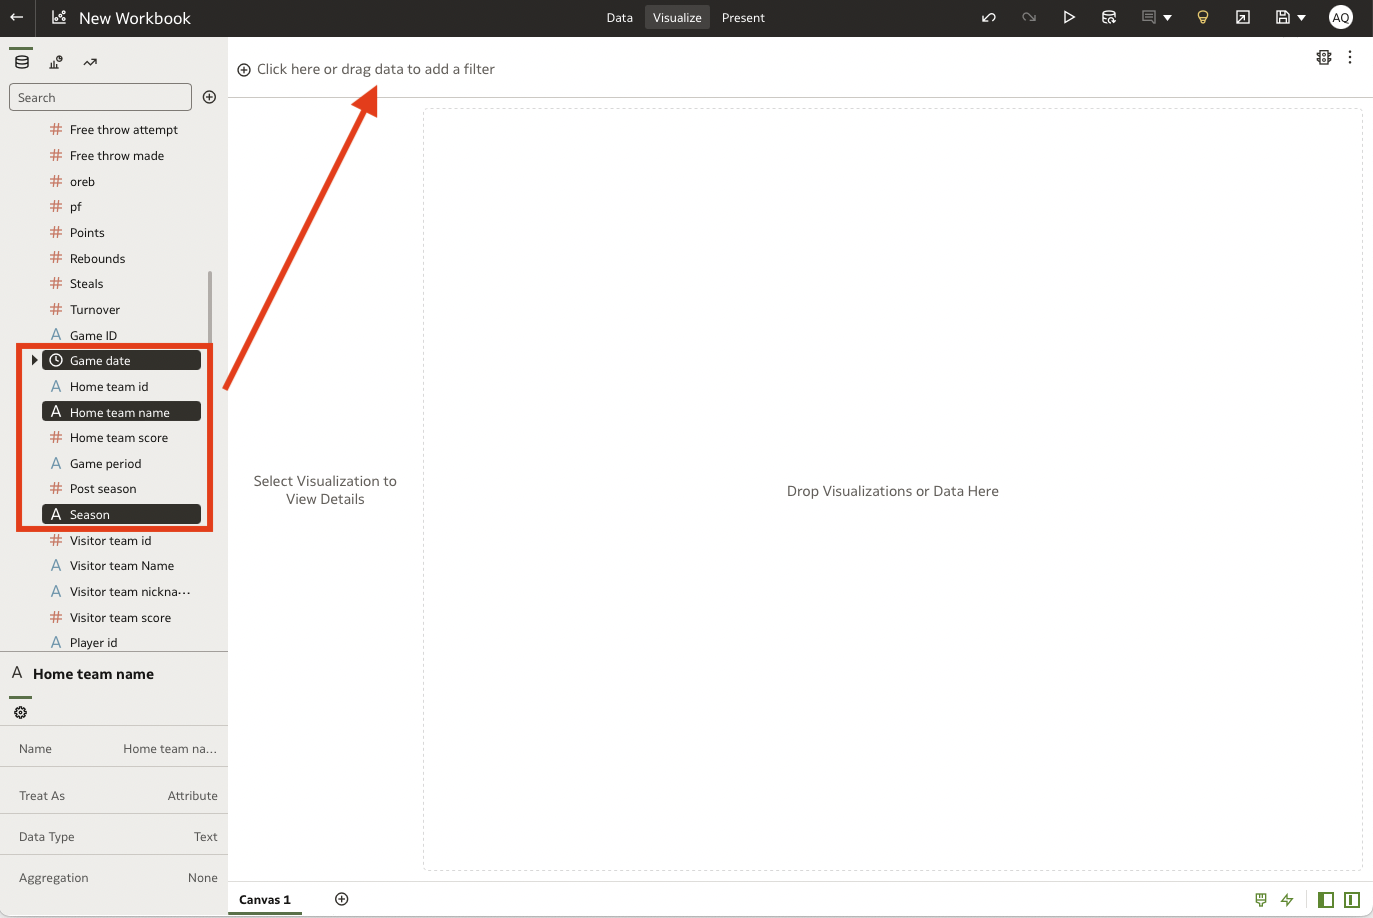 New Workbook
Data
Visualize
Present
AQ
Search
Click here or drag data to add a filter
# Free throw attempt
# Free throw made
# oreb
# pf
# Points
# Rebounds
# Steals
# Turnover
A Game ID
Game date
A Home team id
A Home team name
# Home team score
A Game period
# Post season
A Season
# Visitor team id
A Visitor team Name
A Visitor team nickna···
# Visitor team score
A Player id
Select Visualization to
View Details
Drop Visualizations or Data Here
A Home team name
Name Home team na...
Treat As Attribute
Data Type Text
Aggregation None
Canvas 1